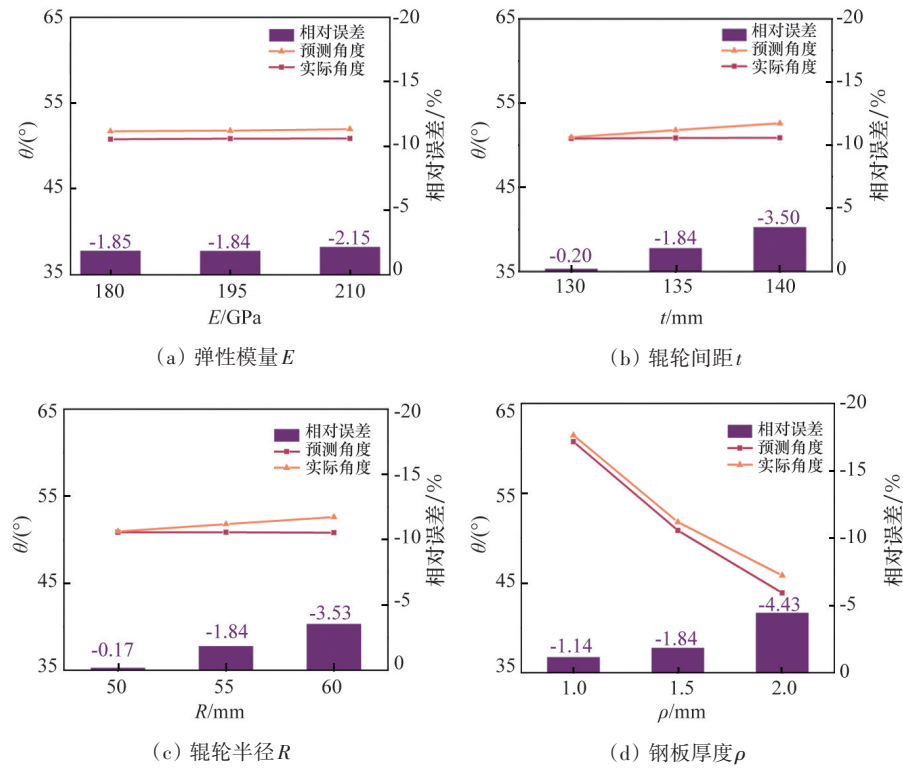 65
55
45
35
θ/(°)
-20
-15
-10
-5
0
相对误差/%
相对误差
预测角度
实际角度
-1.85
-1.84
-2.15
180
195
210
E/GPa
(a) 弹性模量E
65
55
45
35
θ/(°)
-20
-15
-10
-5
0
相对误差/%
相对误差
预测角度
实际角度
-0.20
-1.84
-3.50
130
135
140
t/mm
(b) 辊轮间距t
65
55
45
35
θ/(°)
-20
-15
-10
-5
0
相对误差/%
相对误差
预测角度
实际角度
-0.17
-1.84
-3.53
50
55
60
R/mm
(c) 辊轮半径R
65
55
45
35
θ/(°)
-20
-15
-10
-5
0
相对误差/%
相对误差
预测角度
实际角度
-1.14
-1.84
-4.43
1.0
1.5
2.0
ρ/mm
(d) 钢板厚度ρ